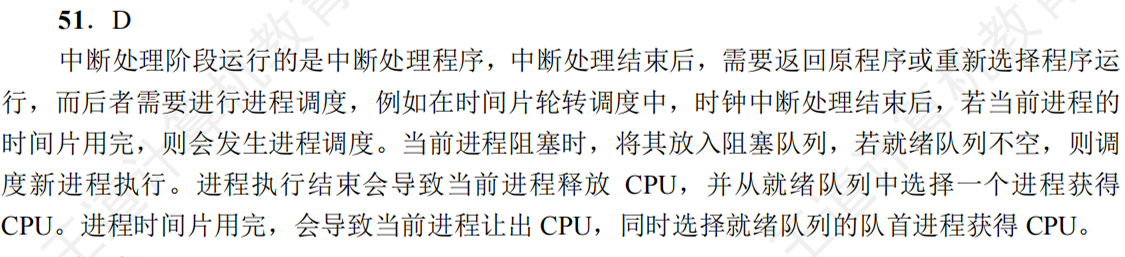 51．D
中断处理阶段运行的是中断处理程序，中断处理结束后，需要返回原程序或重新选择程序运
行，而后者需要进行进程调度，例如在时间片轮转调度中，时钟中断处理结束后，若当前进程的
时间片用完，则会发生进程调度。当前进程阻塞时，将其放入阻塞队列，若就绪队列不空，则调
度新进程执行。进程执行结束会导致当前进程释放 CPU，并从就绪队列中选择一个进程获得
CPU。进程时间片用完，会导致当前进程让出 CPU，同时选择就绪队列的队首进程获得 CPU。